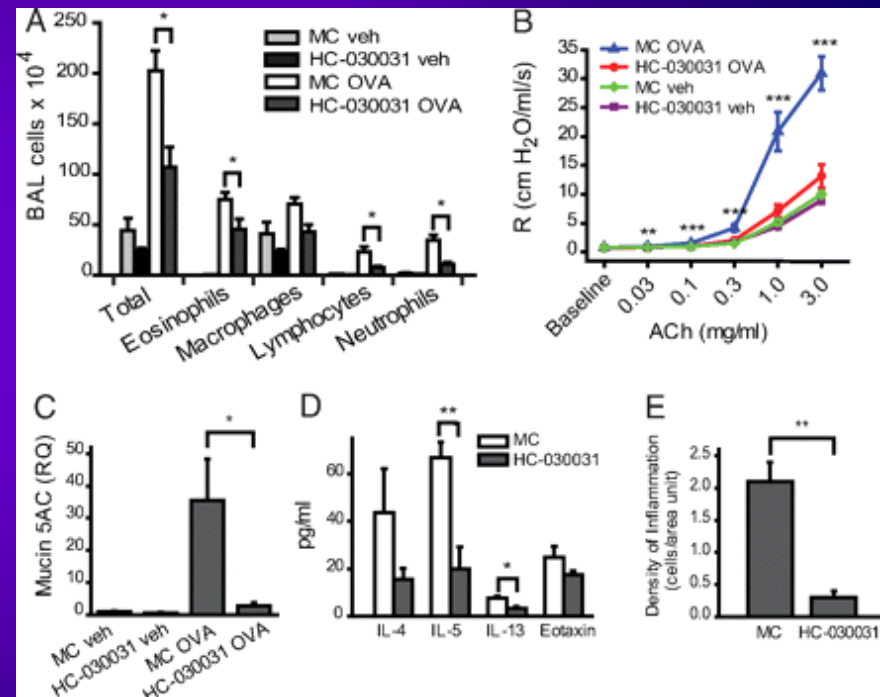 A
BAL cells x 10⁴
250
200
150
100
50
0
MC veh
HC-030031 veh
MC OVA
HC-030031 OVA
*
*
*
*
Total
Eosinophils
Macrophages
Lymphocytes
Neutrophils
B
R (cm H₂O/ml/s)
35
30
25
20
15
10
5
0
MC OVA
HC-030031 OVA
MC veh
HC-030031 veh
**
***
***
***
***
Baseline
0.03
0.1
0.3
1.0
3.0
ACh (mg/ml)
C
Mucin 5AC (RQ)
50
40
30
20
10
0
*
MC veh
HC-030031 veh
MC OVA
HC-030031 OVA
D
pg/ml
60
40
20
0
**
*
MC
HC-030031
IL-4
IL-5
IL-13
Eotaxin
E
Density of Inflammation
(cells/area unit)
2.5
2.0
1.5
1.0
0.5
0.0
**
MC
HC-030031